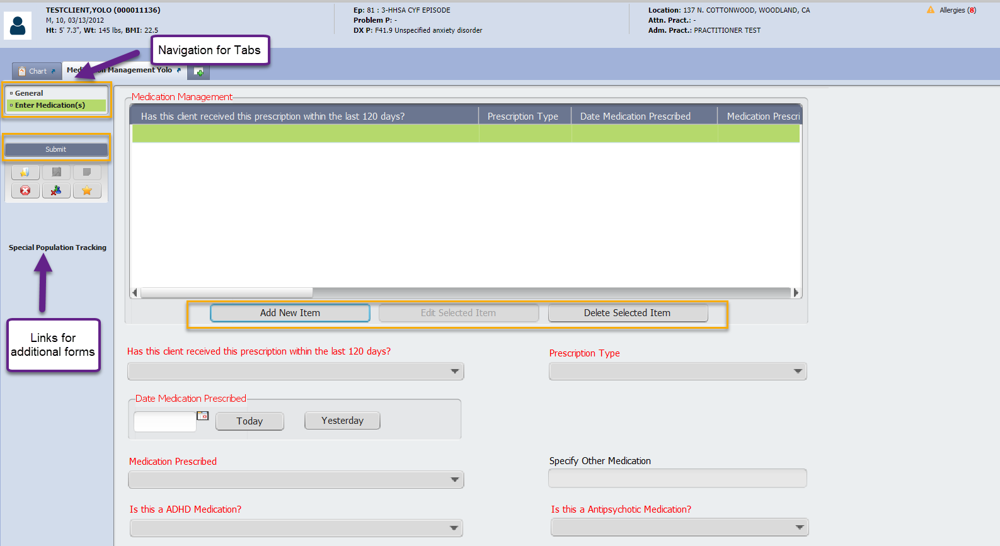 TESTCLIENT,YOLO (000011136)
M, 10, 03/13/2012
Ht: 5' 7.3", Wt: 145 lbs, BMI: 22.5
Ep: 81 : 3-HHSA CYF EPISODE
Problem P: -
DX P: F41.9 Unspecified anxiety disorder
Location: 137 N. COTTONWOOD, WOODLAND, CA
Attn. Pract.: -
Adm. Pract.: PRACTITIONER TEST
Allergies (8)
Navigation for Tabs
Chart
Management Yolo
General
Enter Medication(s)
Submit
Special Population Tracking
Links for
additional forms
Medication Management
Has this client received this prescription within the last 120 days? Prescription Type Date Medication Prescribed Medication Prescri
Add New Item Edit Selected Item Delete Selected Item
Has this client received this prescription within the last 120 days?
Prescription Type
Date Medication Prescribed
Today Yesterday
Medication Prescribed
Specify Other Medication
Is this a ADHD Medication?
Is this a Antipsychotic Medication?